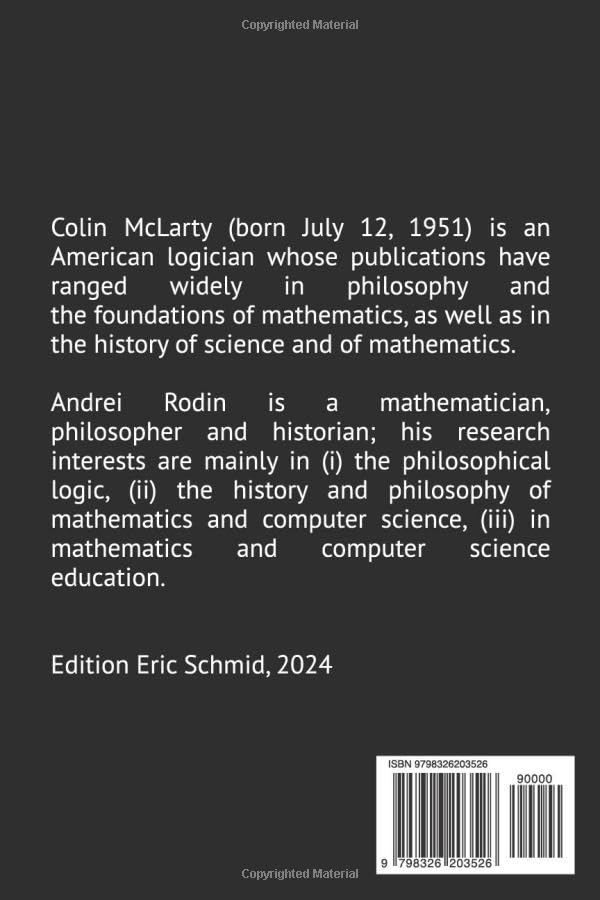 Copyrighted Material
Colin McLarty (born July 12, 1951) is an
American logician whose publications have
ranged widely in philosophy and
the foundations of mathematics, as well as in
the history of science and of mathematics.
Andrei Rodin is a mathematician,
philosopher and historian; his research
interests are mainly in (i) the philosophical
logic, (ii) the history and philosophy of
mathematics and computer science, (iii) in
mathematics and computer science
education.
Edition Eric Schmid, 2024
ISBN 9798326203526
90000
9 798326 203526
Copyrighted Material